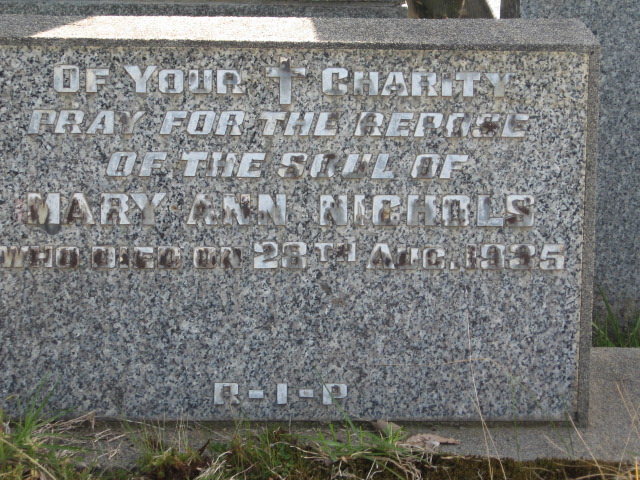 OF YOUR ✝ CHARITY
PRAY FOR THE REPOSE
OF THE SOUL OF
MARY ANN NICHOLS
WHO DIED ON 28TH AUG. 1935
R-I-P